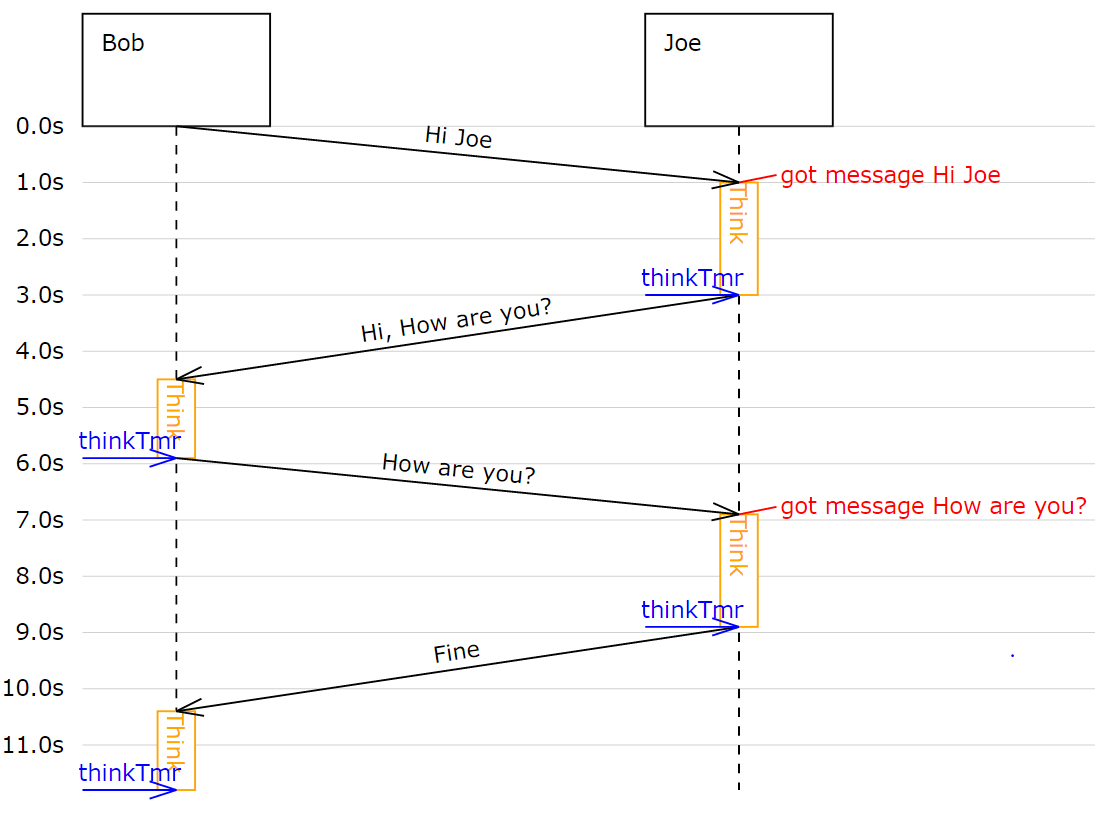 Bob
Joe
0.0s
Hi Joe
1.0s
got message Hi Joe
Think
2.0s
thinkTmr
3.0s
Hi, How are you?
4.0s
Think
5.0s
thinkTmr
6.0s
How are you?
got message How are you?
7.0s
Think
8.0s
thinkTmr
9.0s
Fine
10.0s
Think
11.0s
thinkTmr